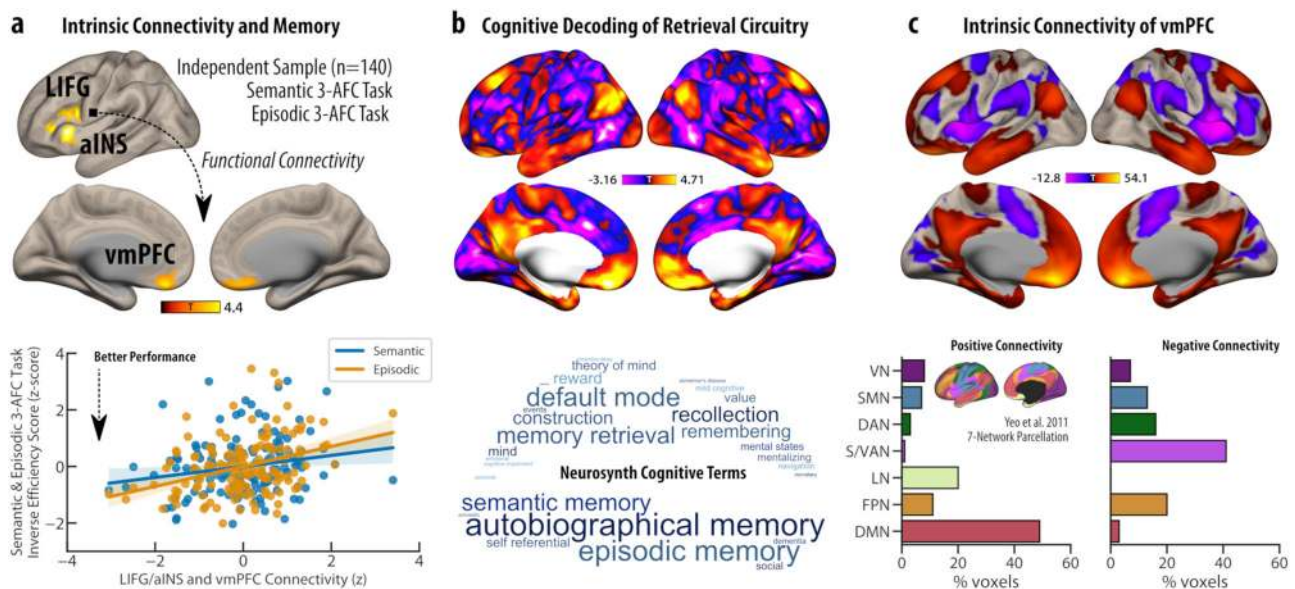 a Intrinsic Connectivity and Memory
LIFG
aINS
Independent Sample (n=140)
Semantic 3-AFC Task
Episodic 3-AFC Task
Functional Connectivity
vmPFC
T 4.4
Semantic & Episodic 3-AFC Task
Inverse Efficiency Score (z-score)
Better Performance
Semantic
Episodic
4
2
0
−2
−4 −2 0 2 4
LIFG/aINS and vmPFC Connectivity (z)
b Cognitive Decoding of Retrieval Circuitry
-3.16 T 4.71
theory of mind
reward
alzheimer's disease
mild cognitive
default mode
value
events
construction
recollection
memory retrieval
remembering
mind
mental states
mentalizing
navigation
Neurosynth Cognitive Terms
semantic memory
autobiographical memory
self referential
episodic memory
dementia
social
c Intrinsic Connectivity of vmPFC
-12.8 T 54.1
Positive Connectivity
Negative Connectivity
VN
SMN
DAN
S/VAN
LN
FPN
DMN
Yeo et al. 2011
7-Network Parcellation
0 20 40 60
% voxels
0 20 40 60
% voxels